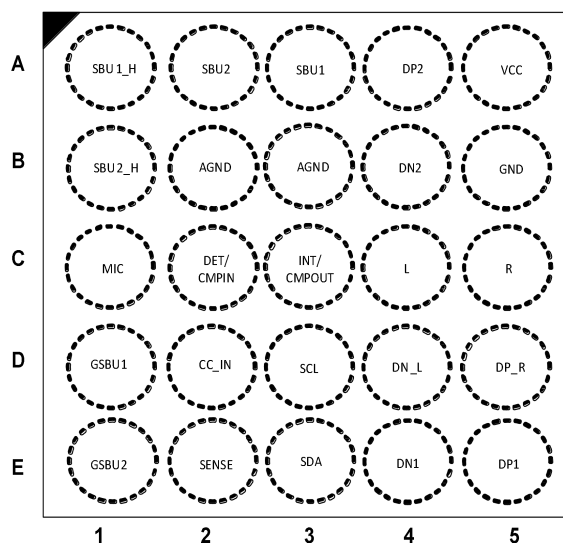 A SBU1_H SBU2 SBU1 DP2 VCC
B SBU2_H AGND AGND DN2 GND
C MIC DET/ CMPIN INT/ CMPOUT L R
D GSBU1 CC_IN SCL DN_L DP_R
E GSBU2 SENSE SDA DN1 DP1
1 2 3 4 5